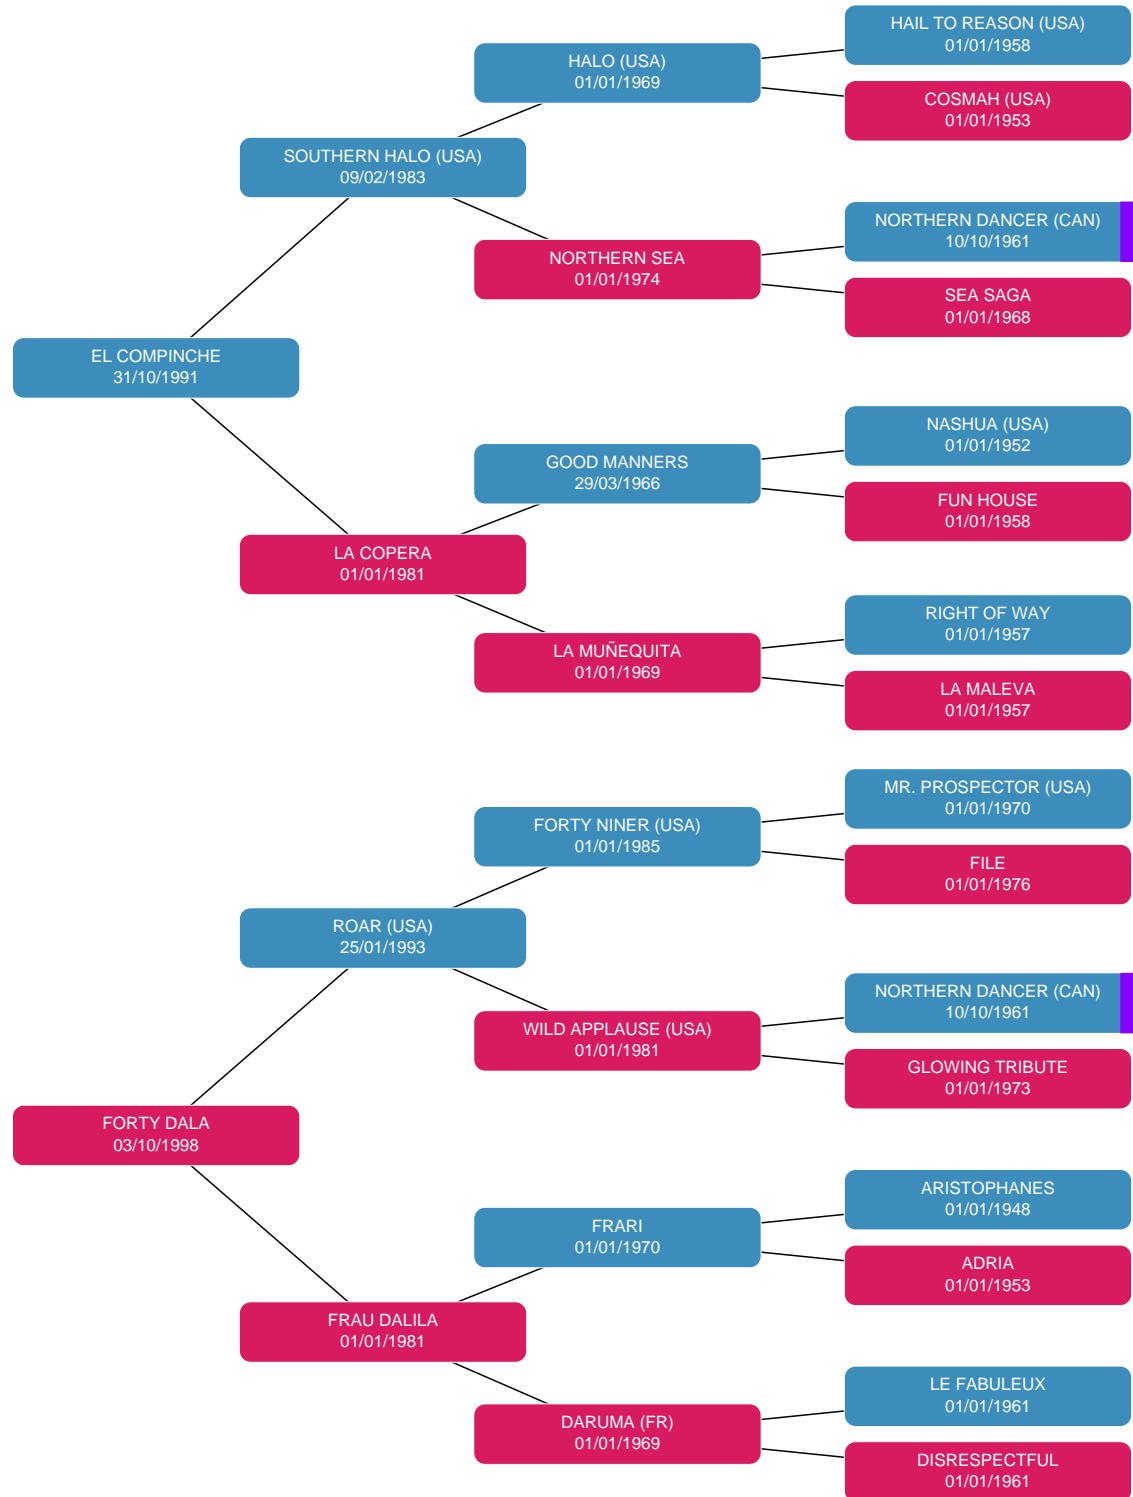 HAIL TO REASON (USA)
01/01/1958
HALO (USA)
01/01/1969
COSMAH (USA)
01/01/1953
SOUTHERN HALO (USA)
09/02/1983
NORTHERN DANCER (CAN)
10/10/1961
NORTHERN SEA
01/01/1974
SEA SAGA
01/01/1968
EL COMPINCHE
31/10/1991
NASHUA (USA)
01/01/1952
GOOD MANNERS
29/03/1966
FUN HOUSE
01/01/1958
LA COPERA
01/01/1981
RIGHT OF WAY
01/01/1957
LA MUÑEQUITA
01/01/1969
LA MALEVA
01/01/1957
MR. PROSPECTOR (USA)
01/01/1970
FORTY NINER (USA)
01/01/1985
FILE
01/01/1976
ROAR (USA)
25/01/1993
NORTHERN DANCER (CAN)
10/10/1961
WILD APPLAUSE (USA)
01/01/1981
GLOWING TRIBUTE
01/01/1973
FORTY DALA
03/10/1998
ARISTOPHANES
01/01/1948
FRARI
01/01/1970
ADRIA
01/01/1953
FRAU DALILA
01/01/1981
LE FABULEUX
01/01/1961
DARUMA (FR)
01/01/1969
DISRESPECTFUL
01/01/1961